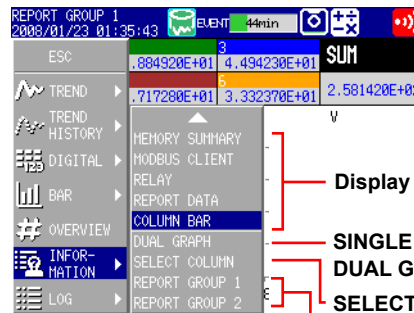 REPORT GROUP 1
2008/01/23 01:35:43 EVENT 44min
ESC
3
SUM
.884920E+01 4.494230E+01
6
.717280E+01 3.332370E+01 2.581420E+02
V
TREND
TREND
HISTORY
DIGITAL
BAR
OVERVIEW
INFOR-
MATION
LOG
MEMORY SUMMARY
MODBUS CLIENT
RELAY
REPORT DATA
COLUMN BAR
DUAL GRAPH
SELECT COLUMN
REPORT GROUP 1
REPORT GROUP 2
Display
SINGLE
DUAL G
SELECT